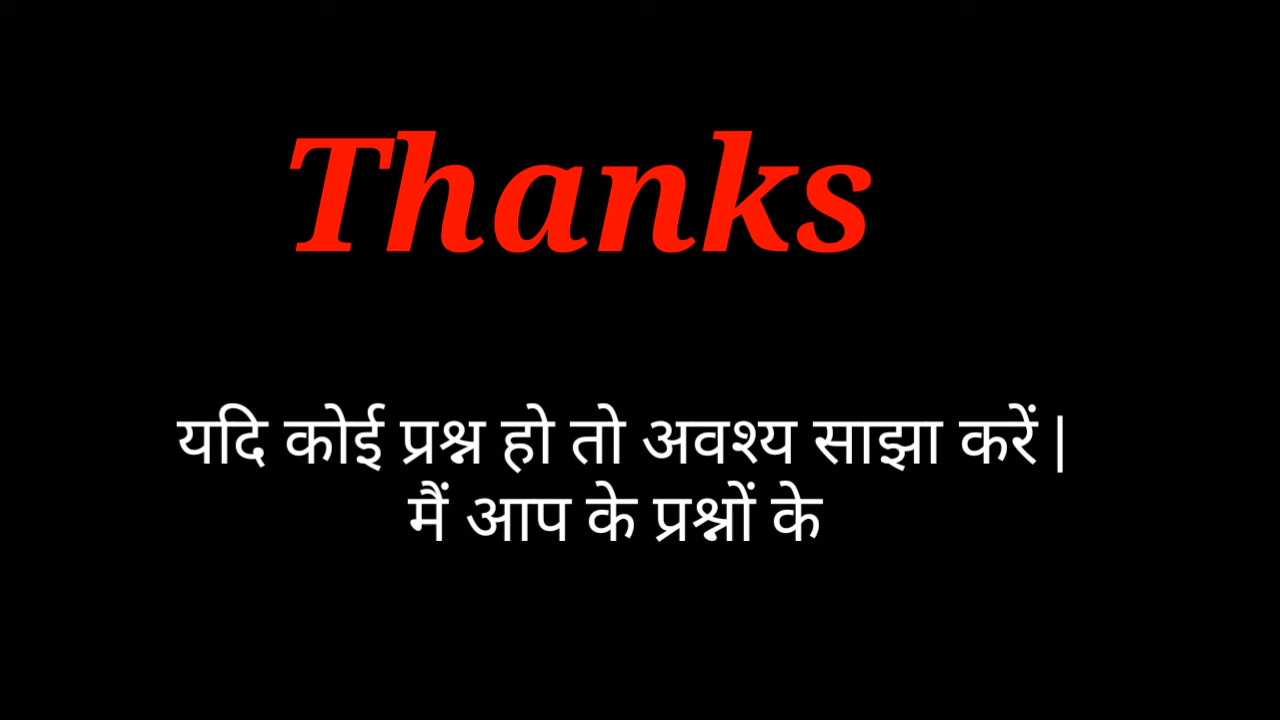 Thanks
यदि कोई प्रश्न हो तो अवश्य साझा करें|
मैं आप के प्रश्नों के